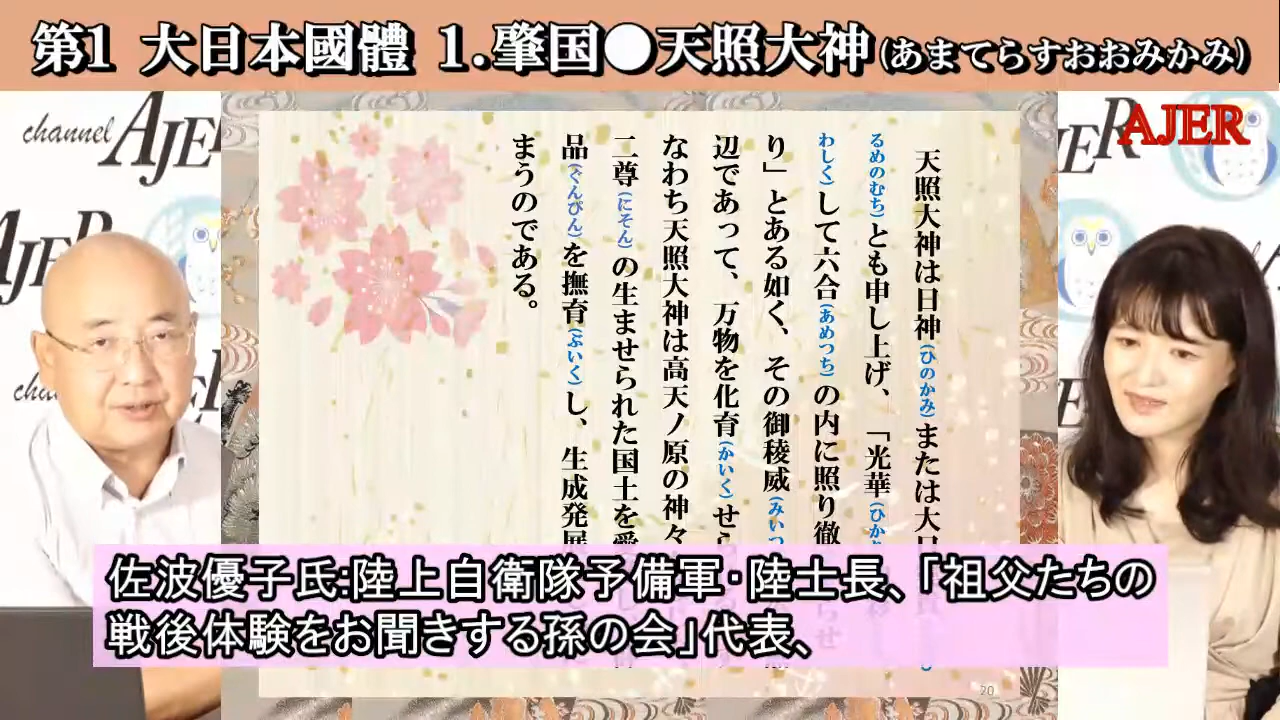 第1 大日本國體 1.肇国●天照大神(あまてらすおおみかみ)
channel AJER
AJER
AJER
天照大神は日神(ひのかみ)または大日
るめのむち)とも申し上げ、「光華(ひか
わしく)して六合(あめつち)の内に照り徹
り」とある如く、その御稜威(みいつ
辺であって、万物を化育(かいく)せら
なわち天照大神は高天ノ原の神々
二尊(にそん)の生ませられた国土を愛
品(ぐんぴん)を撫育(ぶいく)し、生成発展
まうのである。
佐波優子氏:陸上自衛隊予備軍・陸士長、「祖父たちの
戦後体験をお聞きする孫の会」代表、
20